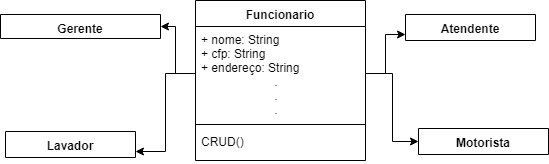 Funcionario
Gerente
Atendente
+ nome: String
+ cfp: String
+ endereço: String
.
.
.
CRUD()
Lavador
Motorista